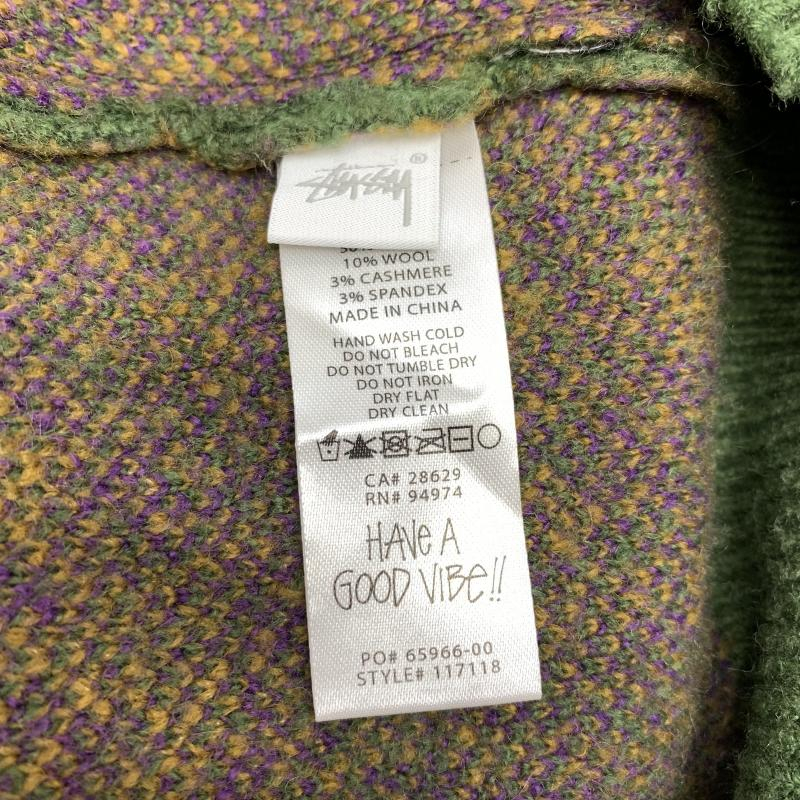 10% WOOL
3% CASHMERE
3% SPANDEX
MADE IN CHINA
HAND WASH COLD
DO NOT BLEACH
DO NOT TUMBLE DRY
DO NOT IRON
DRY FLAT
DRY CLEAN
CA# 28629
RN# 94974
HAVE A
GOOD VIBE!!
PO# 65966-00
STYLE# 117118